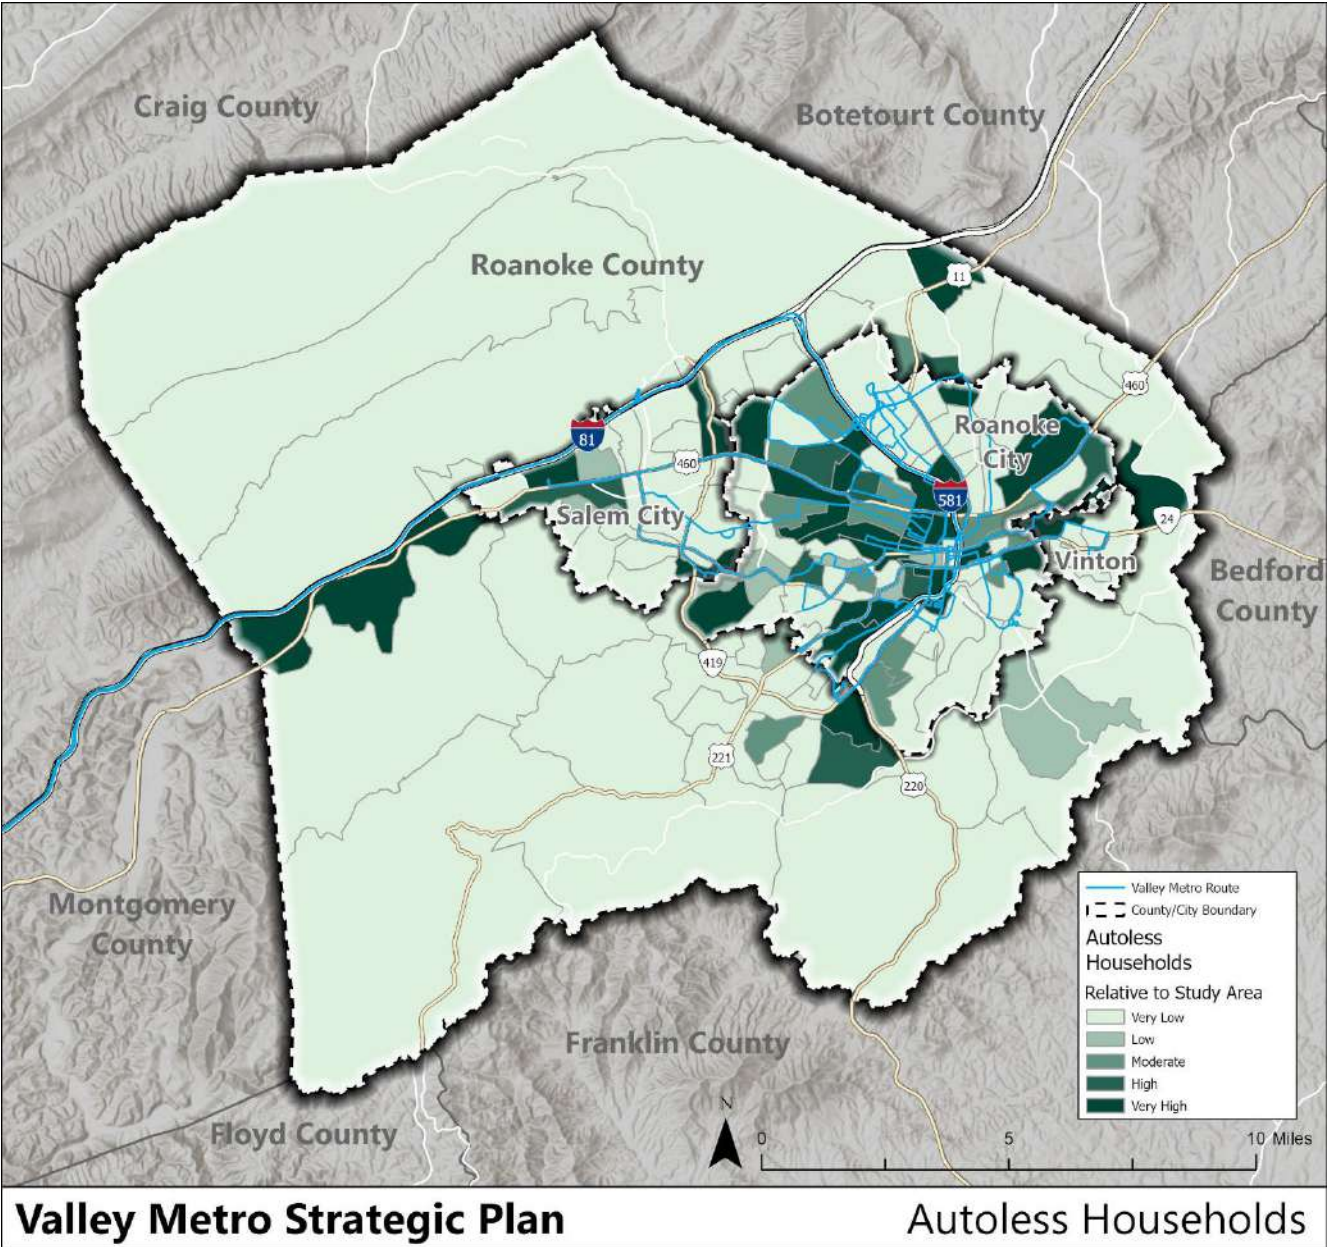 Craig County
Botetourt County
Roanoke County
11
460
Roanoke
City
81
460
581
Salem City
24
Vinton
Bedford
County
419
221
220
Montgomery
County
Franklin County
Floyd County
Valley Metro Route
County/City Boundary
Autoless
Households
Relative to Study Area
Very Low
Low
Moderate
High
Very High
N
0 5 10 Miles
Valley Metro Strategic Plan
Autoless Households